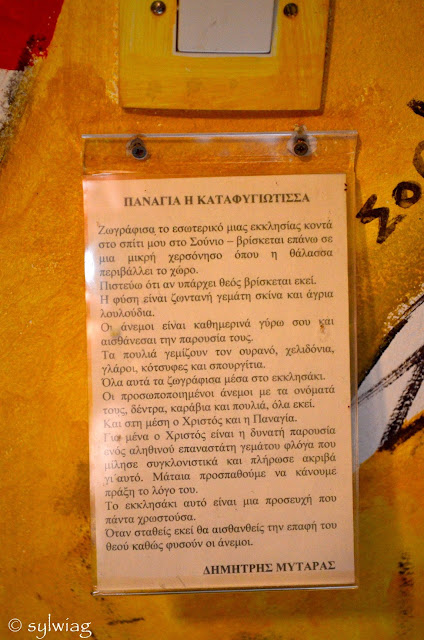 ΠΑΝΑΓΙΑ Η ΚΑΤΑΦΥΓΙΩΤΙΣΣΑ
Ζωγράφισα το εσωτερικό μιας εκκλησίας κοντά
στο σπίτι μου στο Σούνιο – βρίσκεται επάνω σε
μια μικρή χερσόνησο όπου η θάλασσα
περιβάλλει το χώρο.
Πιστεύω ότι αν υπάρχει θεός βρίσκεται εκεί.
Η φύση είναι ζωντανή γεμάτη σκίνα και άγρια
λουλούδια.
Οι άνεμοι είναι καθημερινά γύρω σου και
αισθάνεσαι την παρουσία τους.
Τα πουλιά γεμίζουν τον ουρανό, χελιδόνια,
γλάροι, κότσυφες και σπουργίτια.
Όλα αυτά τα ζωγράφισα μέσα στο εκκλησάκι.
Οι προσωποποιημένοι άνεμοι με τα ονόματά
τους, δέντρα, καράβια και πουλιά, όλα εκεί.
Και στη μέση ο Χριστός και η Παναγία.
Για μένα ο Χριστός είναι η δυνατή παρουσία
ενός αληθινού επαναστάτη γεμάτου φλόγα που
μίλησε συγκλονιστικά και πλήρωσε ακριβά
γι΄αυτό. Μάταια προσπαθούμε να κάνουμε
πράξη το λόγο του.
Το εκκλησάκι αυτό είναι μια προσευχή που
πάντα χρωστούσα.
Όταν σταθείς εκεί θα αισθανθείς την επαφή του
θεού καθώς φυσούν οι άνεμοι.
ΔΗΜΗΤΡΗΣ ΜΥΤΑΡΑΣ
© sylwiag